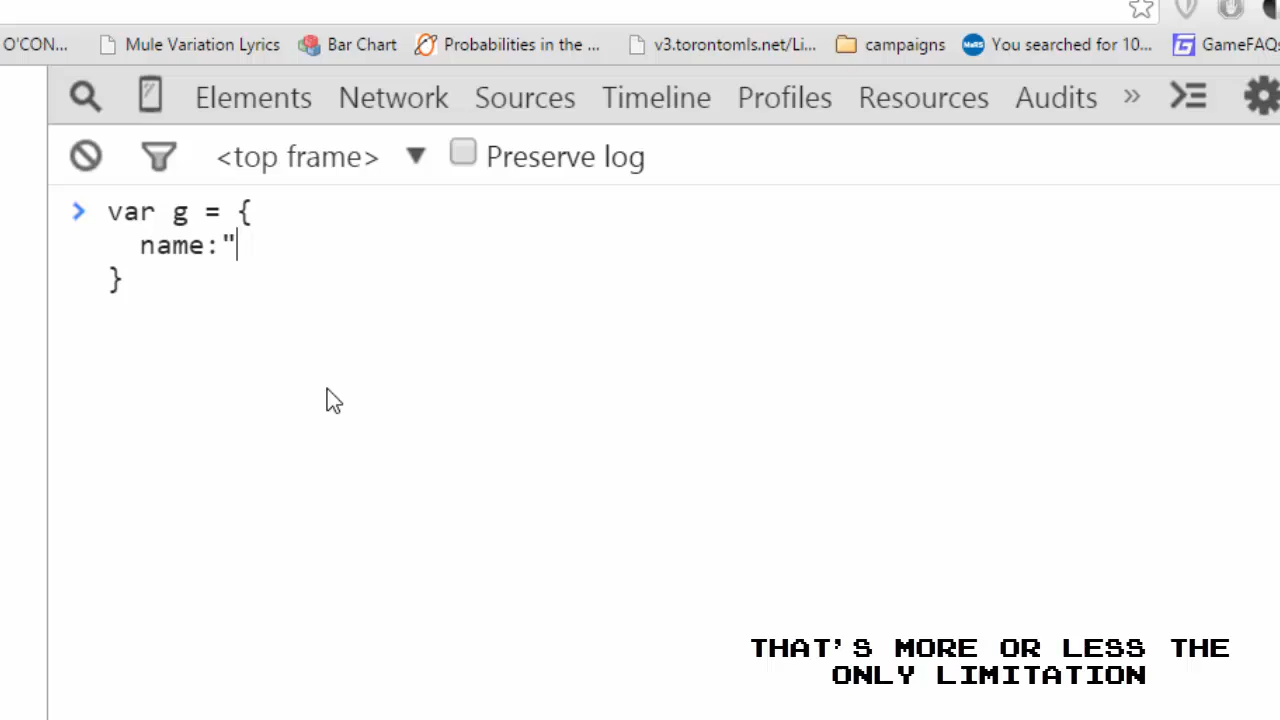 O'CON... Mule Variation Lyrics Bar Chart Probabilities in the ... v3.torontomls.net/Li... campaigns MaRS You searched for 10... GameFAQs
Elements Network Sources Timeline Profiles Resources Audits »
<top frame> ▼ Preserve log
> var g = {
name:"
}
THAT'S MORE OR LESS THE
ONLY LIMITATION